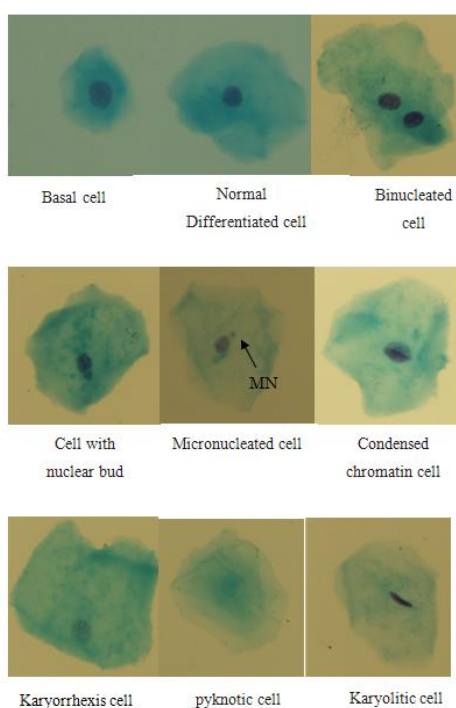 Basal cell
Normal
Differentiated cell
Binucleated
cell
MN
Cell with
nuclear bud
Micronucleated cell
Condensed
chromatin cell
Karyorrhexis cell
pyknotic cell
Karyolitic cell